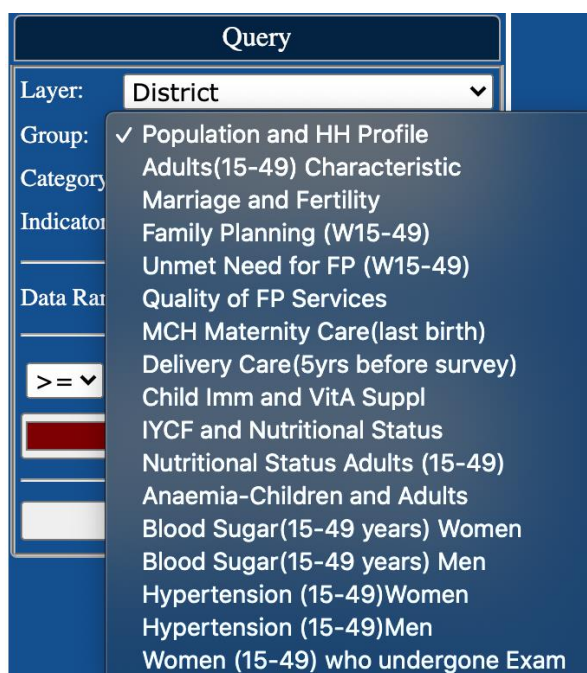 Query
Layer: District
Group: ✓ Population and HH Profile
Adults(15-49) Characteristic
Category
Marriage and Fertility
Indicator
Family Planning (W15-49)
Unmet Need for FP (W15-49)
Data Ran
Quality of FP Services
MCH Maternity Care(last birth)
Delivery Care(5yrs before survey)
>=
Child Imm and VitA Suppl
IYCF and Nutritional Status
Nutritional Status Adults (15-49)
Anaemia-Children and Adults
Blood Sugar(15-49 years) Women
Blood Sugar(15-49 years) Men
Hypertension (15-49)Women
Hypertension (15-49)Men
Women (15-49) who undergone Exam